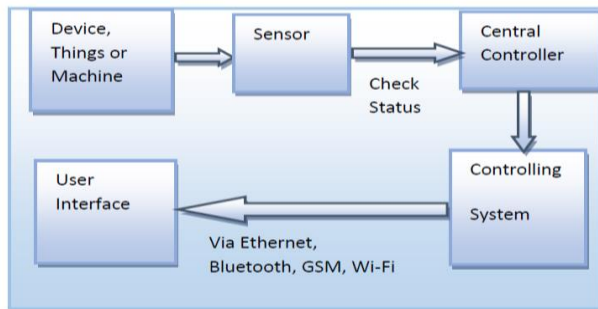 Device,
Things or
Machine
Sensor
Check
Status
Central
Controller
Controlling
System
Via Ethernet,
Bluetooth, GSM, Wi-Fi
User
Interface